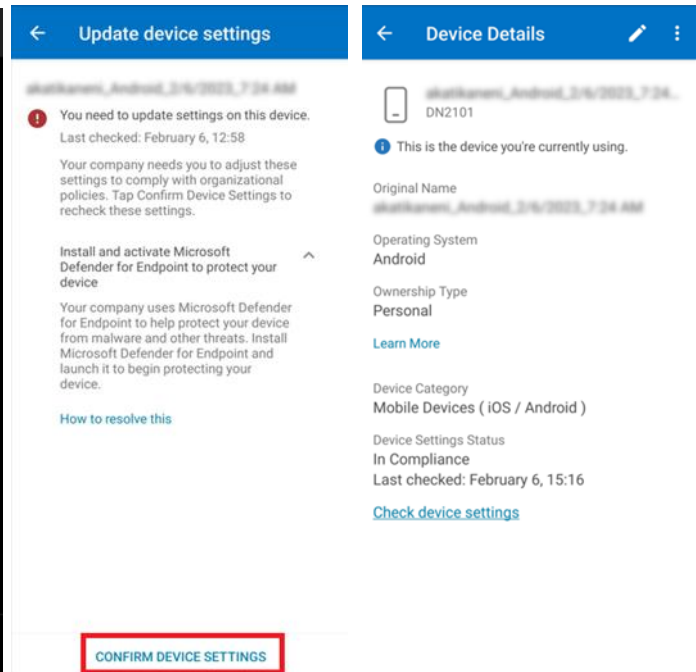 Update device settings
You need to update settings on this device.
Last checked: February 6, 12:58
Your company needs you to adjust these
settings to comply with organizational
policies. Tap Confirm Device Settings to
recheck these settings.
Install and activate Microsoft
Defender for Endpoint to protect your
device
Your company uses Microsoft Defender
for Endpoint to help protect your device
from malware and other threats. Install
Microsoft Defender for Endpoint and
launch it to begin protecting your
device.
How to resolve this
CONFIRM DEVICE SETTINGS
Device Details
DN2101
This is the device you're currently using.
Original Name
Operating System
Android
Ownership Type
Personal
Learn More
Device Category
Mobile Devices ( iOS / Android )
Device Settings Status
In Compliance
Last checked: February 6, 15:16
Check device settings